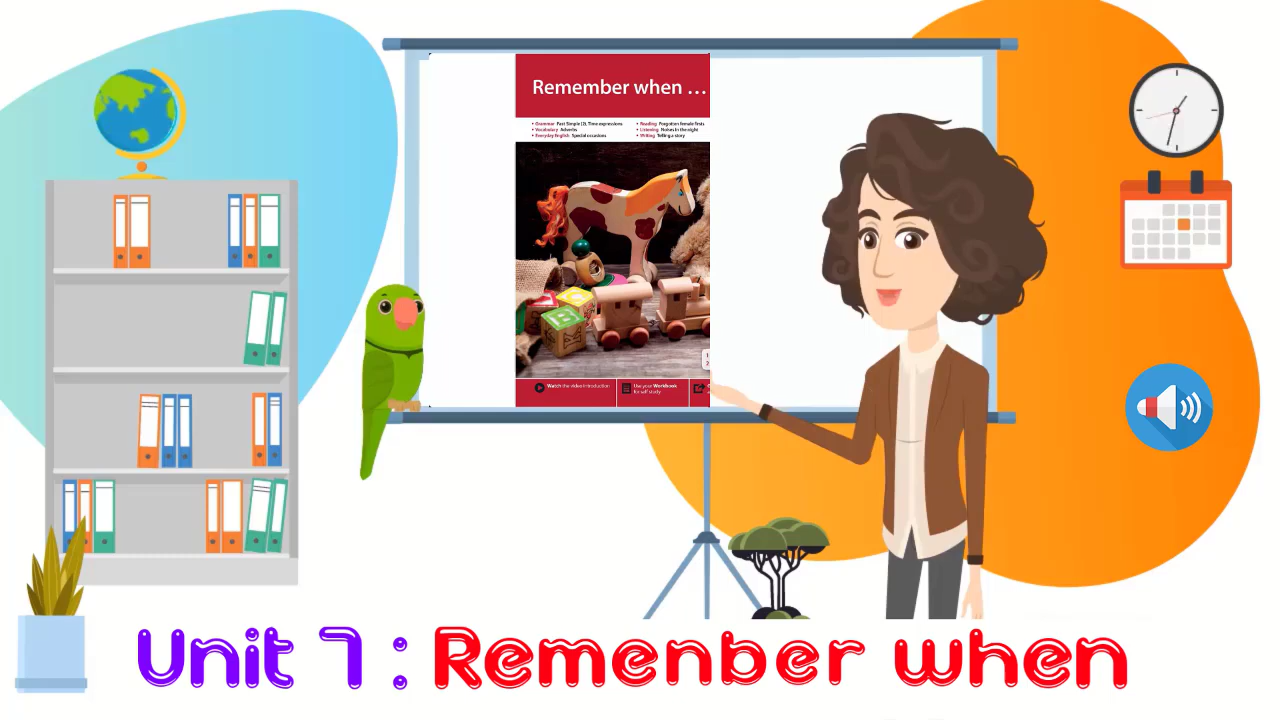 Remember when ...
• Grammar Past Simple (2), Time expressions
• Vocabulary Adverbs
• Everyday English Special occasions
• Reading Forgotten female firsts
• Listening Noises in the night
• Writing Telling a story
Watch the video introduction
Use your Workbook
for self study
Unit 7 : Remenber when